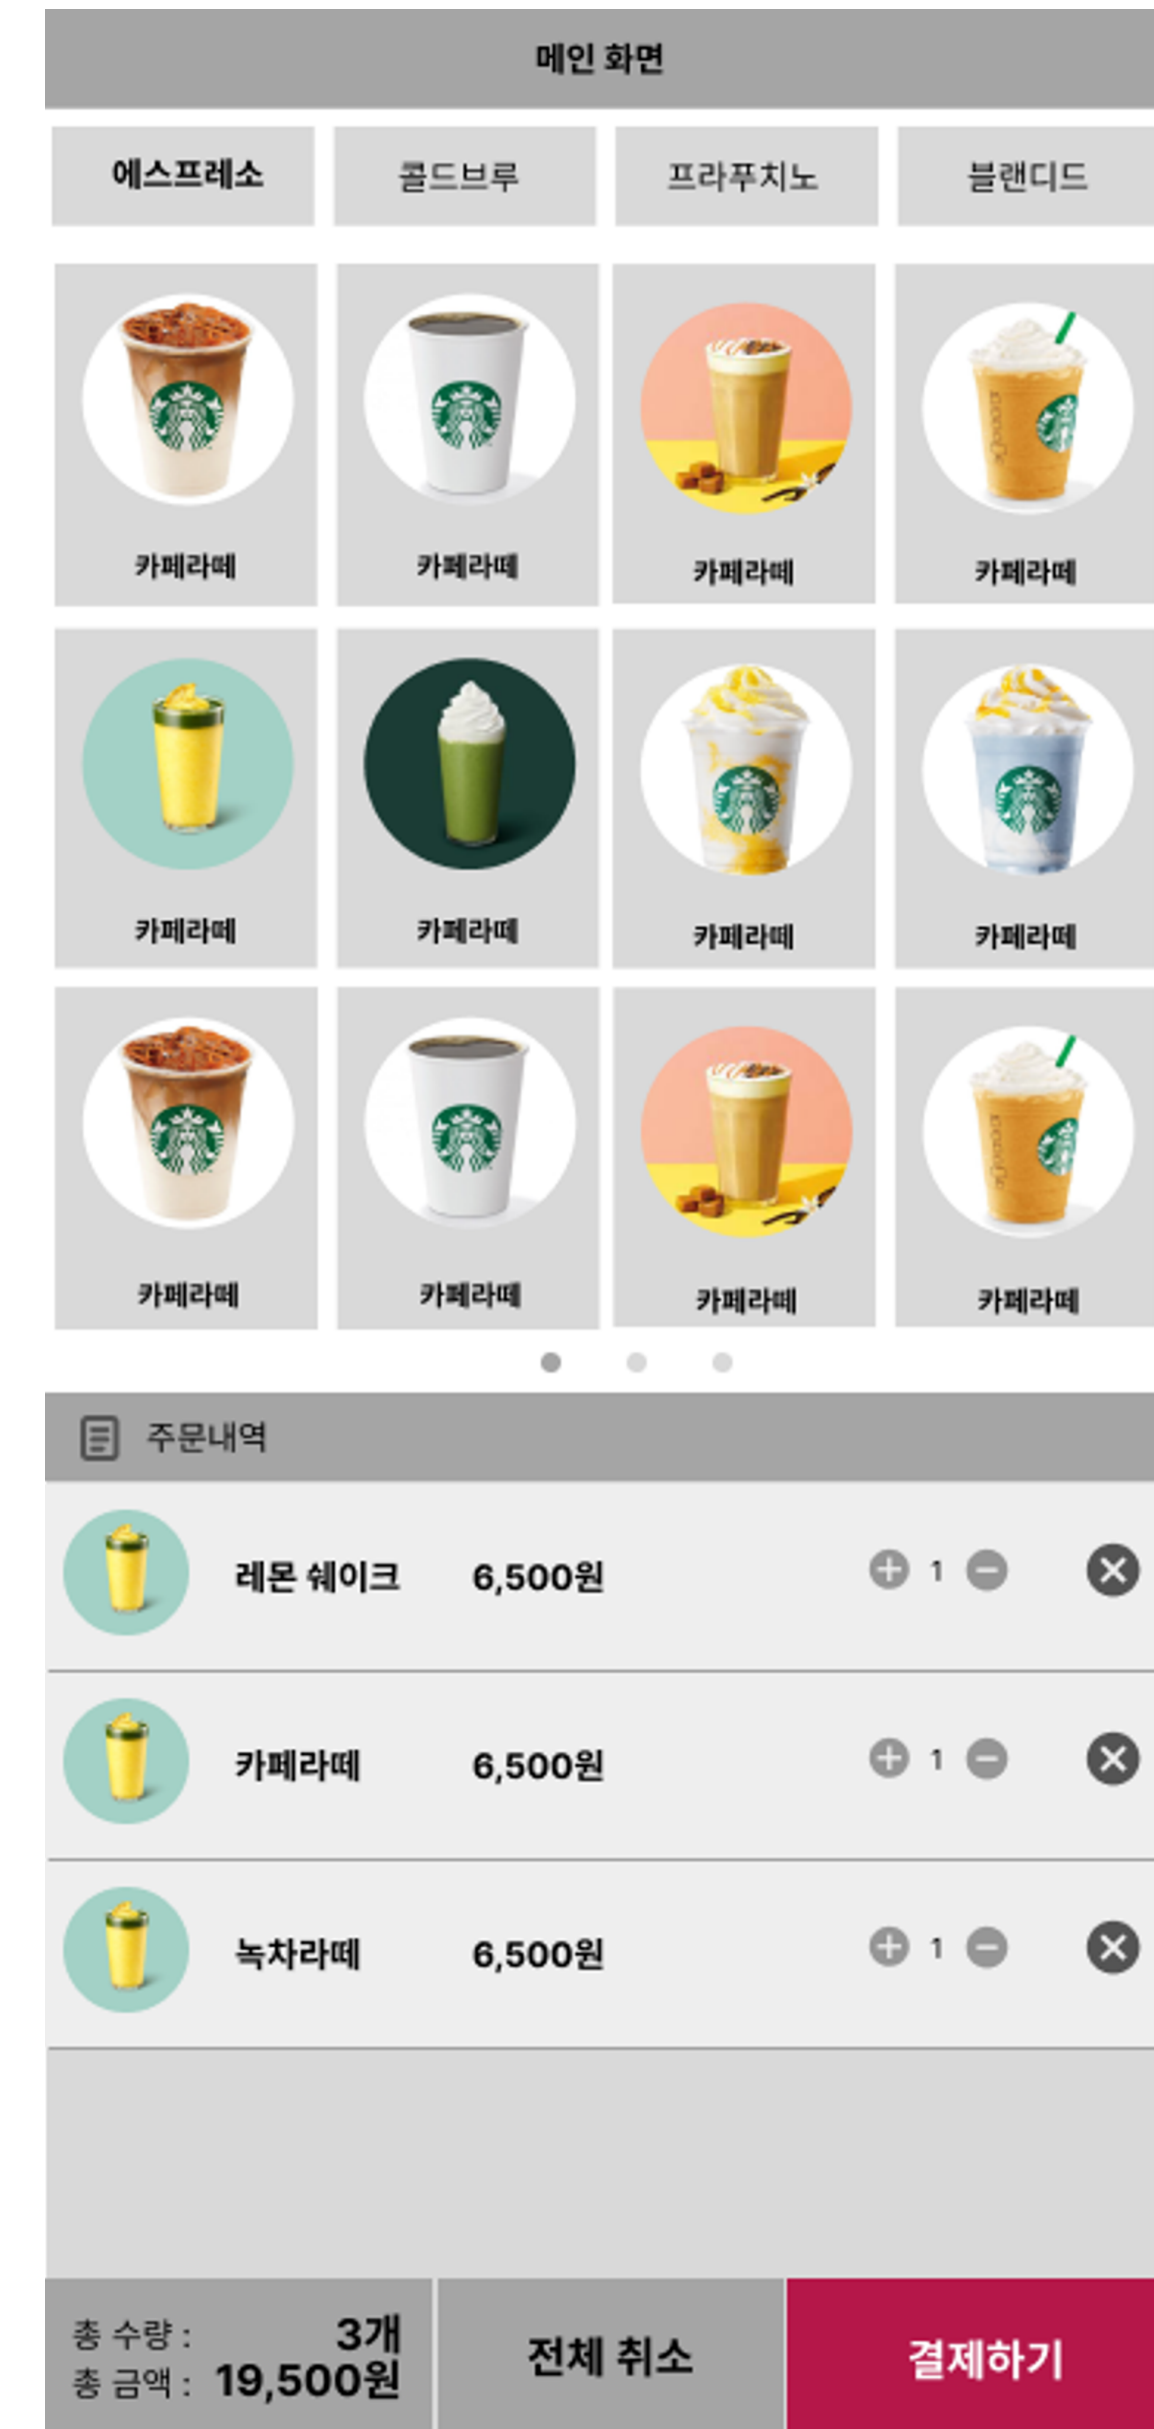 메인 화면
에스프레소 콜드브루 프라푸치노 블랜디드
카페라떼 카페라떼 카페라떼 카페라떼
카페라떼 카페라떼 카페라떼 카페라떼
카페라떼 카페라떼 카페라떼 카페라떼
주문내역
레몬 쉐이크 6,500원 1
카페라떼 6,500원 1
녹차라떼 6,500원 1
총 수량 : 3개
총 금액 : 19,500원
전체 취소
결제하기